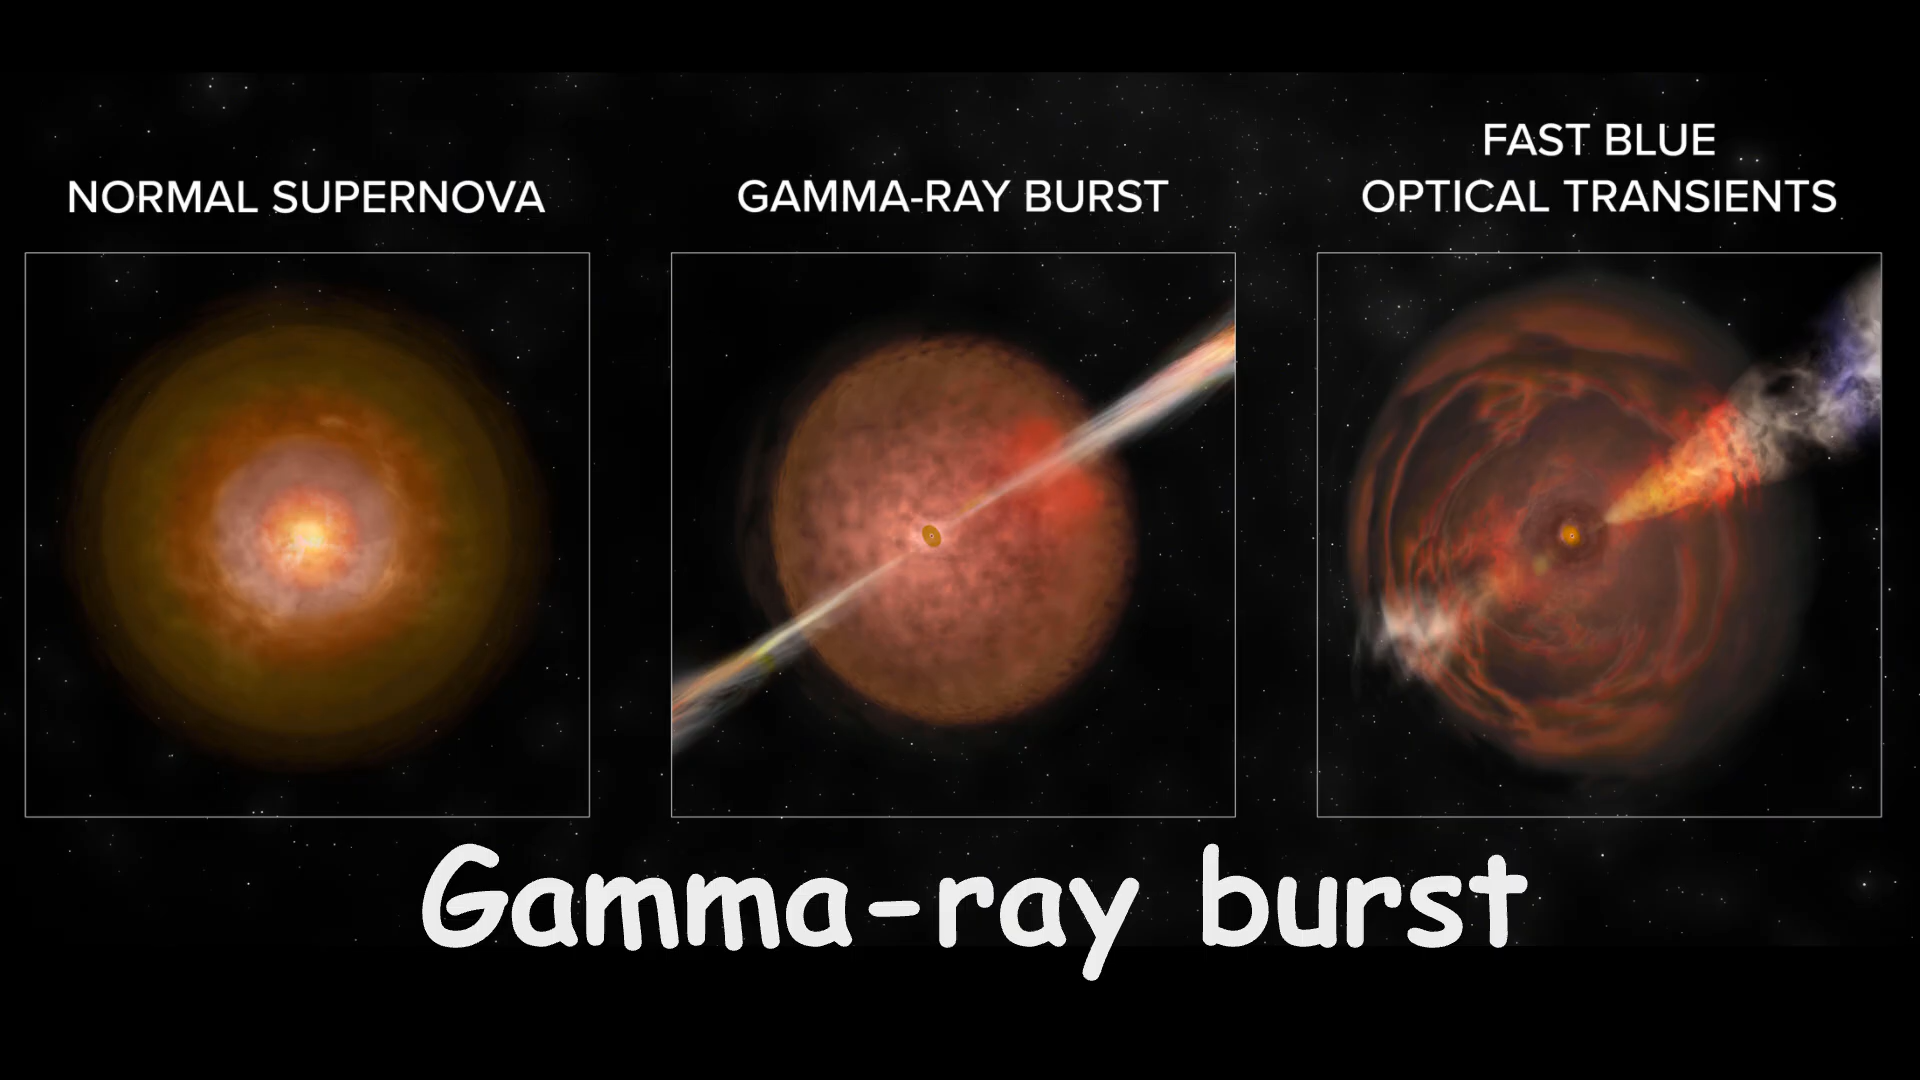 NORMAL SUPERNOVA
GAMMA-RAY BURST
FAST BLUE
OPTICAL TRANSIENTS
Gamma-ray burst